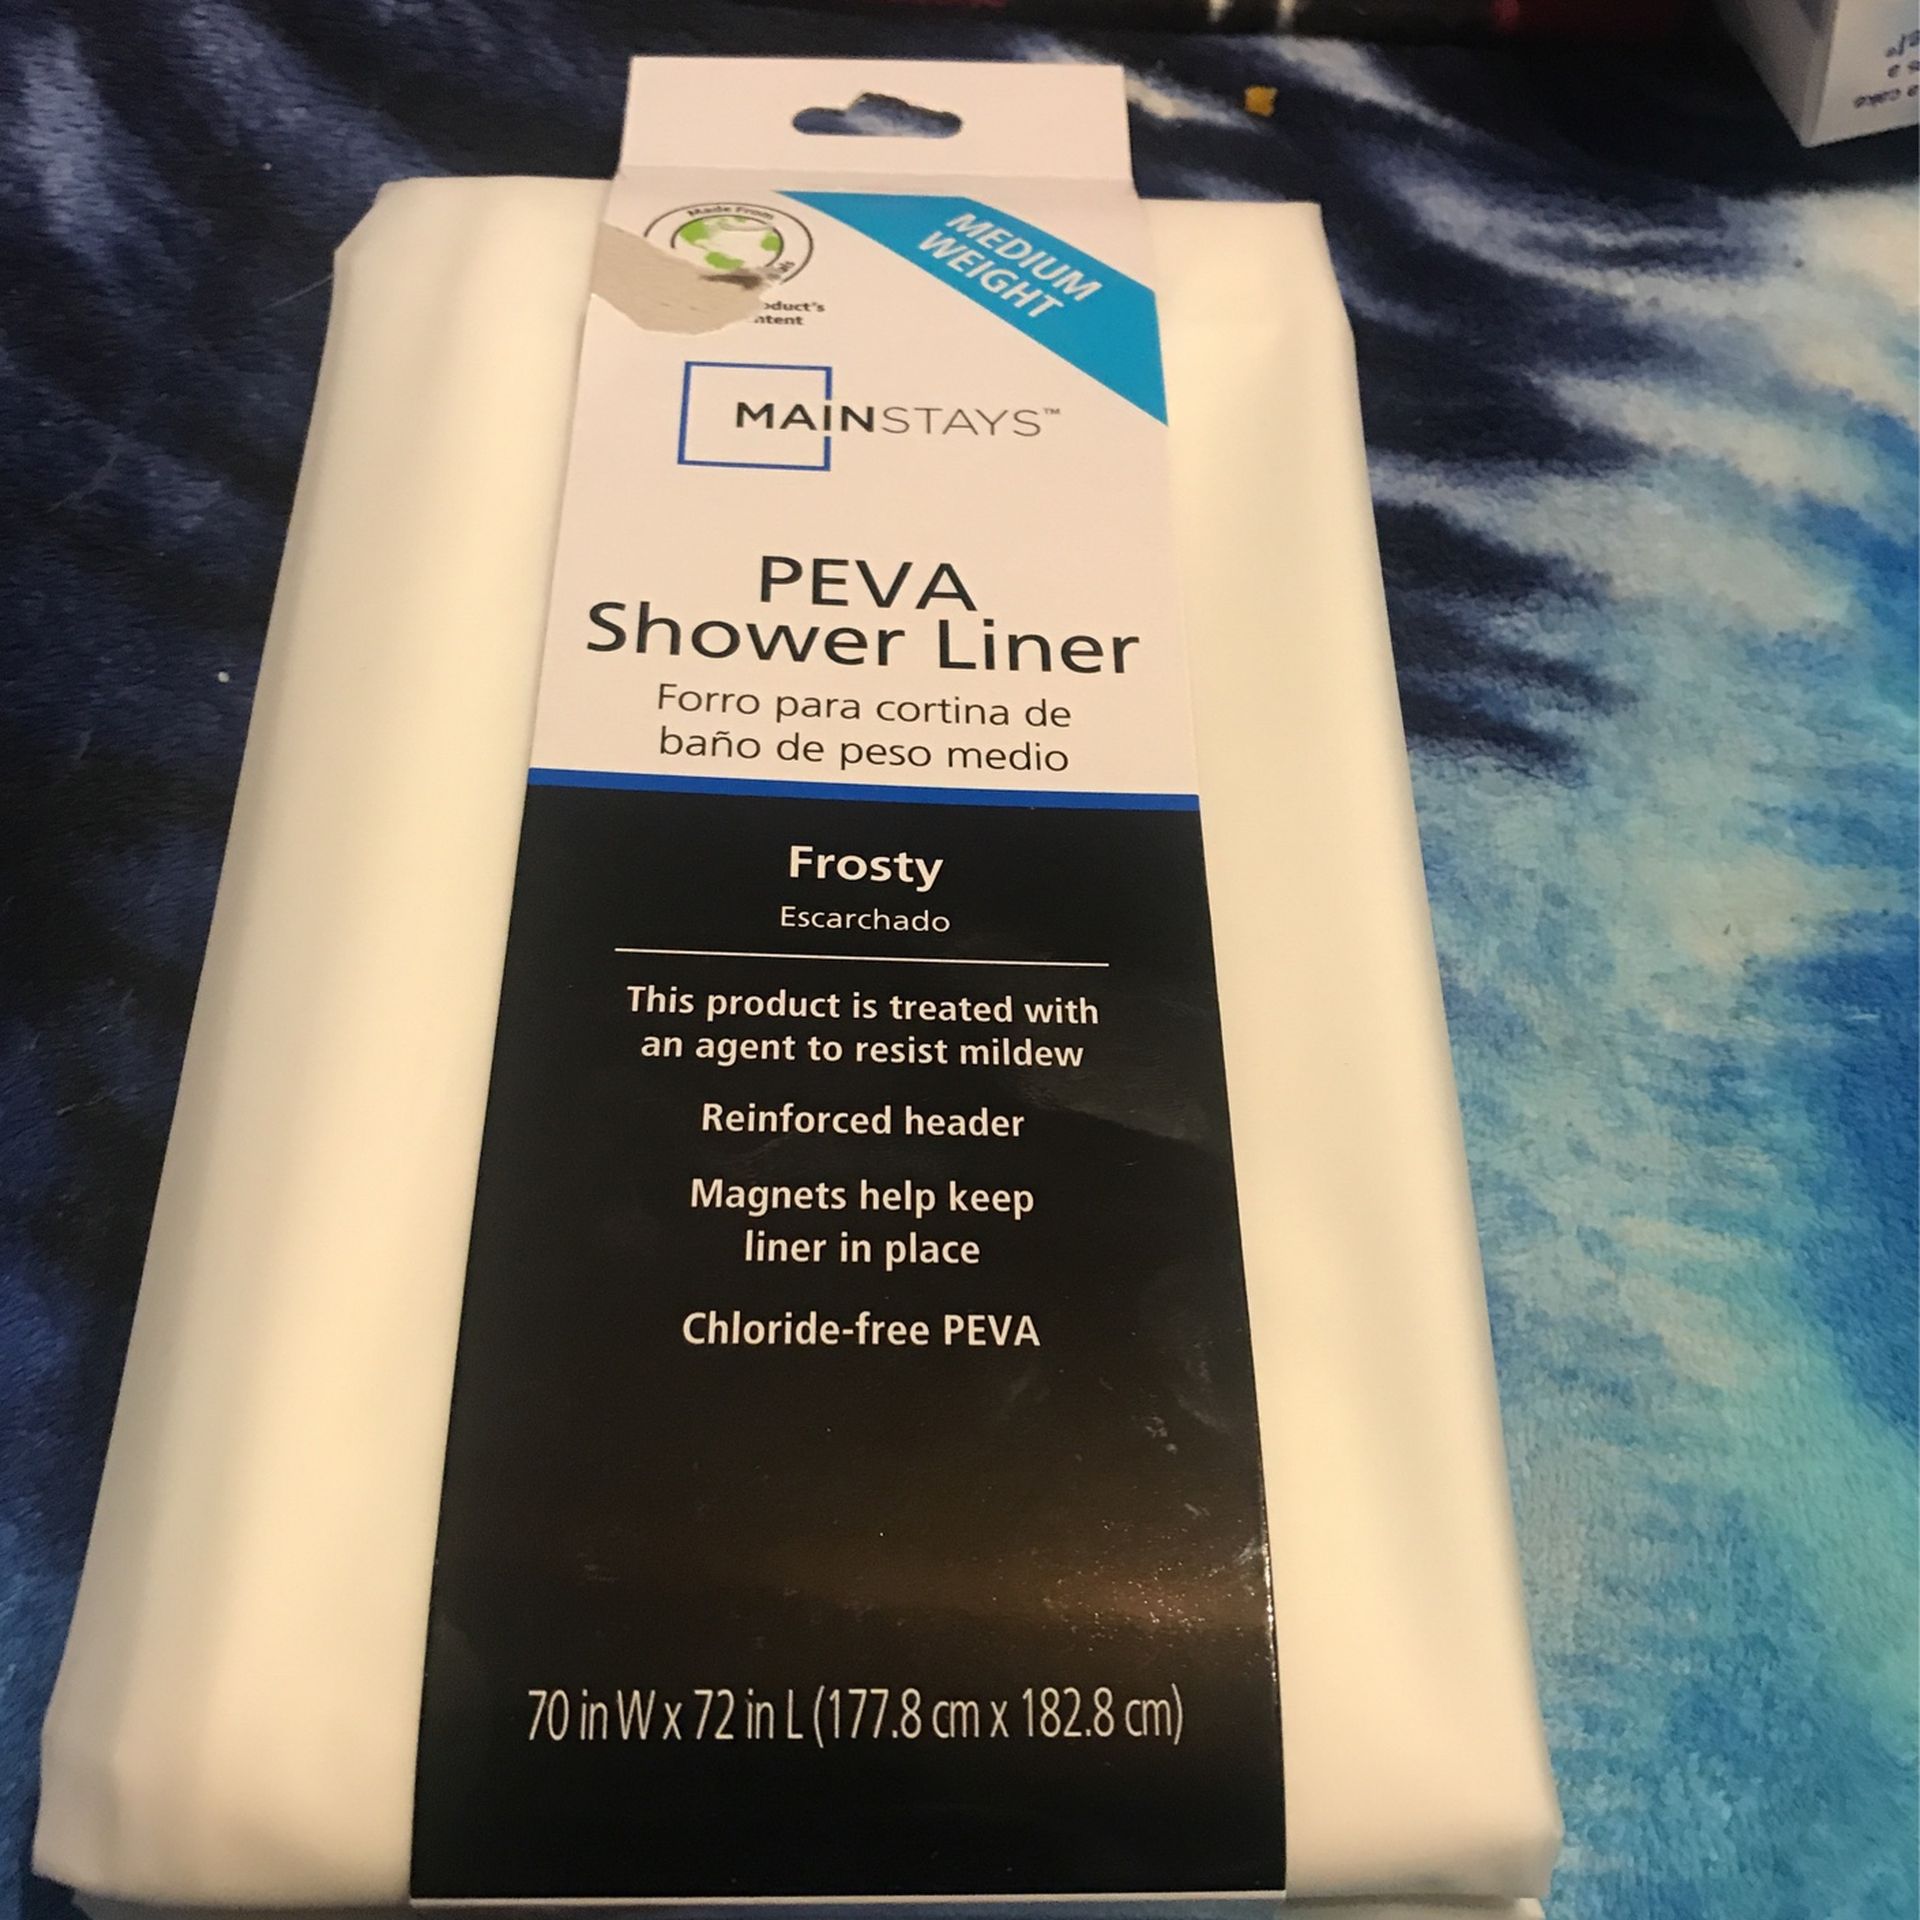 Made From
MEDIUM
WEIGHT
MAINSTAYS™
PEVA
Shower Liner
Forro para cortina de
baño de peso medio
Frosty
Escarchado
This product is treated with
an agent to resist mildew
Reinforced header
Magnets help keep
liner in place
Chloride-free PEVA
70 in W x 72 in L (177.8 cm x 182.8 cm)